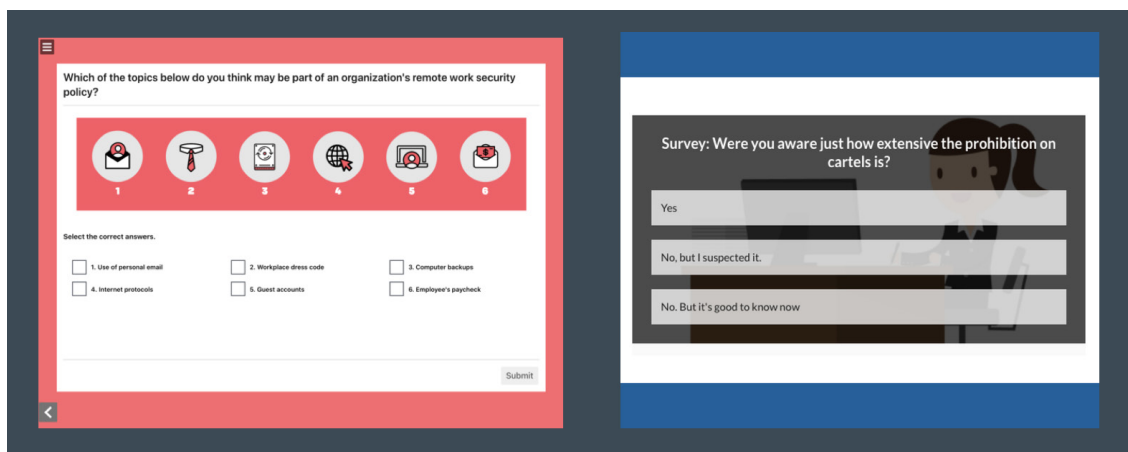 Which of the topics below do you think may be part of an organization's remote work security
policy?
1 2 3 4 5 6
Select the correct answers.
1. Use of personal email 2. Workplace dress code 3. Computer backups
4. Internet protocols 5. Guest accounts 6. Employee's paycheck
Submit
Survey: Were you aware just how extensive the prohibition on
cartels is?
Yes
No, but I suspected it.
No. But it's good to know now